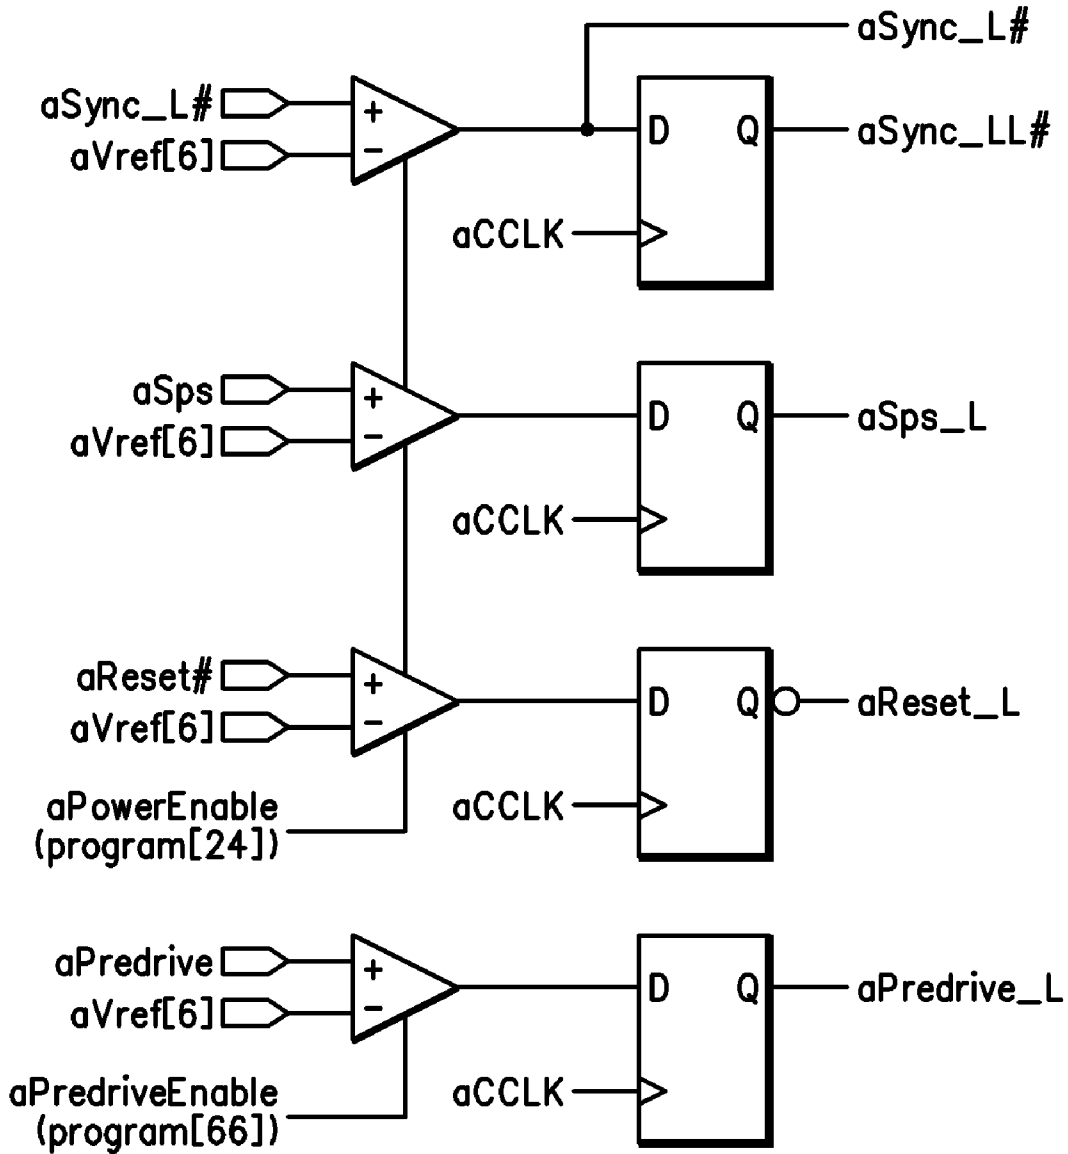 aSync_L#
aSync_L#
aVref[6]
+
−
D
Q
aSync_LL#
aCCLK
aSps
aVref[6]
+
−
D
Q
aSps_L
aCCLK
aReset#
aVref[6]
+
−
D
Q
aReset_L
aPowerEnable
(program[24])
aCCLK
aPredrive
aVref[6]
+
−
D
Q
aPredrive_L
aPredriveEnable
(program[66])
aCCLK